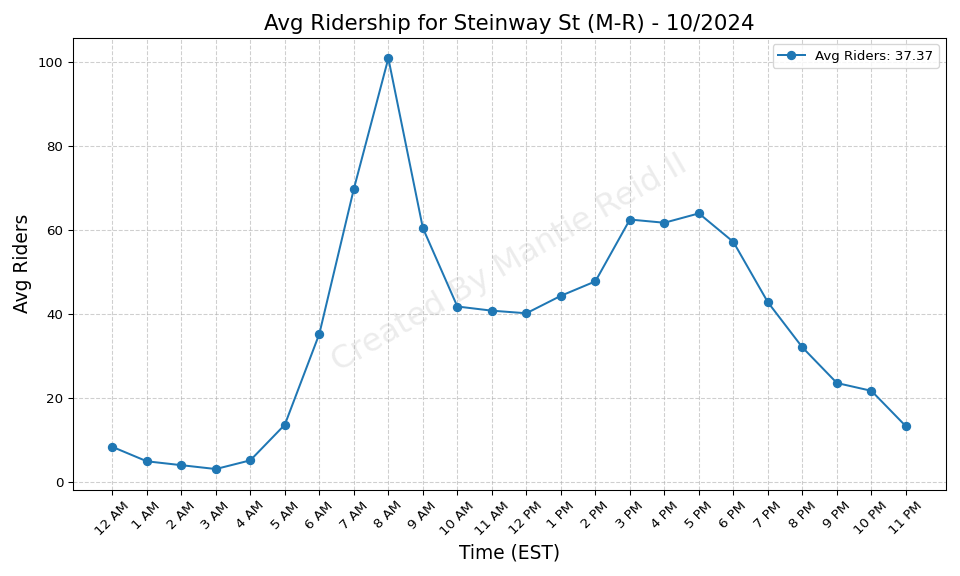 Avg Ridership for Steinway St (M-R) - 10/2024
Avg Riders: 37.37
100
80
60
40
20
0
Avg Riders
Created By Mantie Reid II
12 AM
1 AM
2 AM
3 AM
4 AM
5 AM
6 AM
7 AM
8 AM
9 AM
10 AM
11 AM
12 PM
1 PM
2 PM
3 PM
4 PM
5 PM
6 PM
7 PM
8 PM
9 PM
10 PM
11 PM
Time (EST)